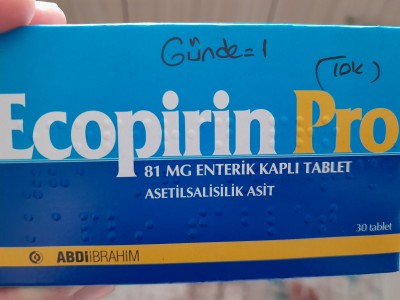 Günde=1
(Tok)
Ecopirin Pro
81 MG ENTERİK KAPLI TABLET
ASETİLSALİSİLİK ASİT
30 tablet
ABDİİBRAHİM